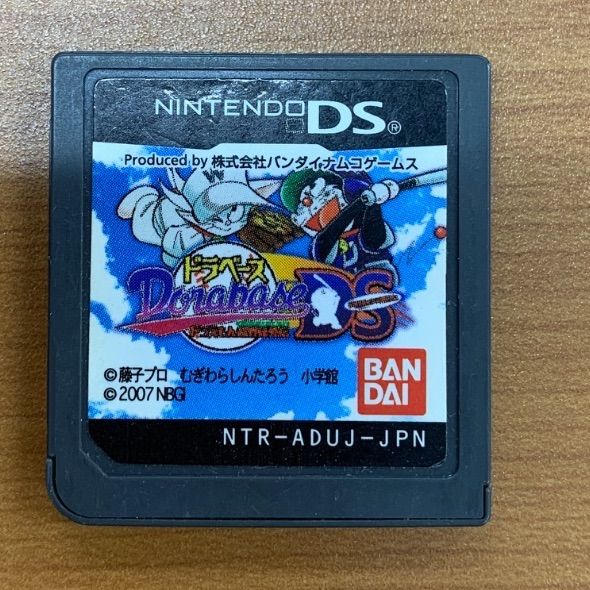 NINTENDO DS®
Produced by 株式会社バンダイナムコゲームス
ドラベース
Dorabase DS
©藤子プロ むぎわらしんたろう 小学館
©2007 NBGI
BAN
DAI
NTR-ADUJ-JPN